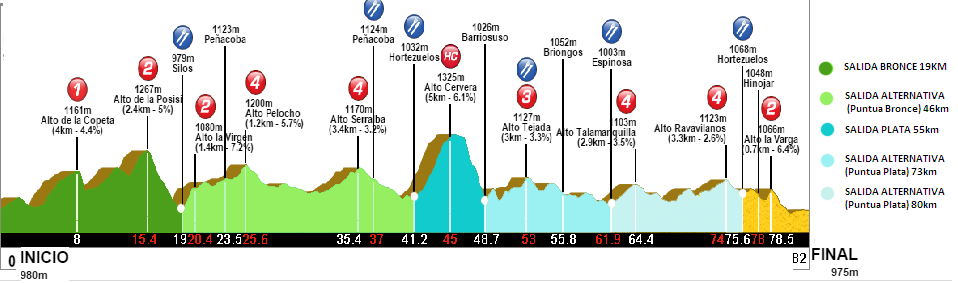 1123m
Peñacoba
1124m
Peñacoba
1026m
Barriosuso
979m
Silos
1032m
Hortezuelos
HC
1052m
Briongos
1003m
Espinosa
1068m
Hortezuelos
1048m
Hinojar
1
1161m
Alto de la Copeta
(4km - 4.4%)
2
1267m
Alto de la Posisi
(2.4km - 5%)
2
1080m
Alto la Virgen
(1.4km - 7.2%)
4
1200m
Alto Pelocho
(1.2km - 5.7%)
4
1170m
Alto Serralba
(3.4km - 3.2%)
1325m
Alto Cervera
(5km - 6.1%)
3
1127m
Alto Tejada
(3km - 3.3%)
4
1103m
Alto Talamanquilla
(2.9km - 3.5%)
4
1123m
Alto Ravavilanos
(3.3km - 2.6%)
2
1066m
Alto la Varga
(0.7km - 6.4%)
SALIDA BRONCE 19KM
SALIDA ALTERNATIVA
(Puntua Bronce) 46km
SALIDA PLATA 55km
SALIDA ALTERNATIVA
(Puntua Plata) 73km
SALIDA ALTERNATIVA
(Puntua Plata) 80km
8 15.4 19 20.4 23.5 25.6 35.4 37 41.2 45 48.7 53 55.8 61.9 64.4 74 75.6 78 78.5
0 INICIO
980m
B2 FINAL
975m